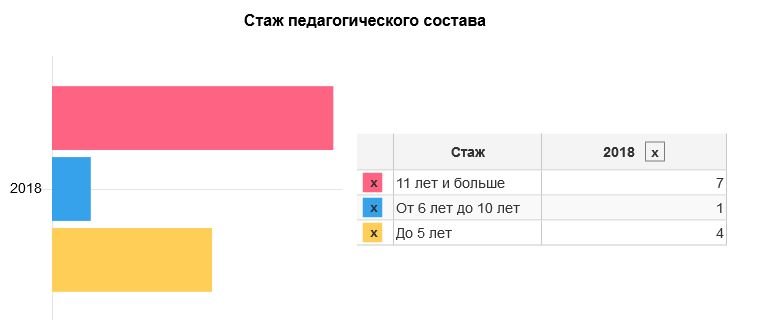 Стаж педагогического состава
2018
Стаж 2018 x
x 11 лет и больше 7
x От 6 лет до 10 лет 1
x До 5 лет 4